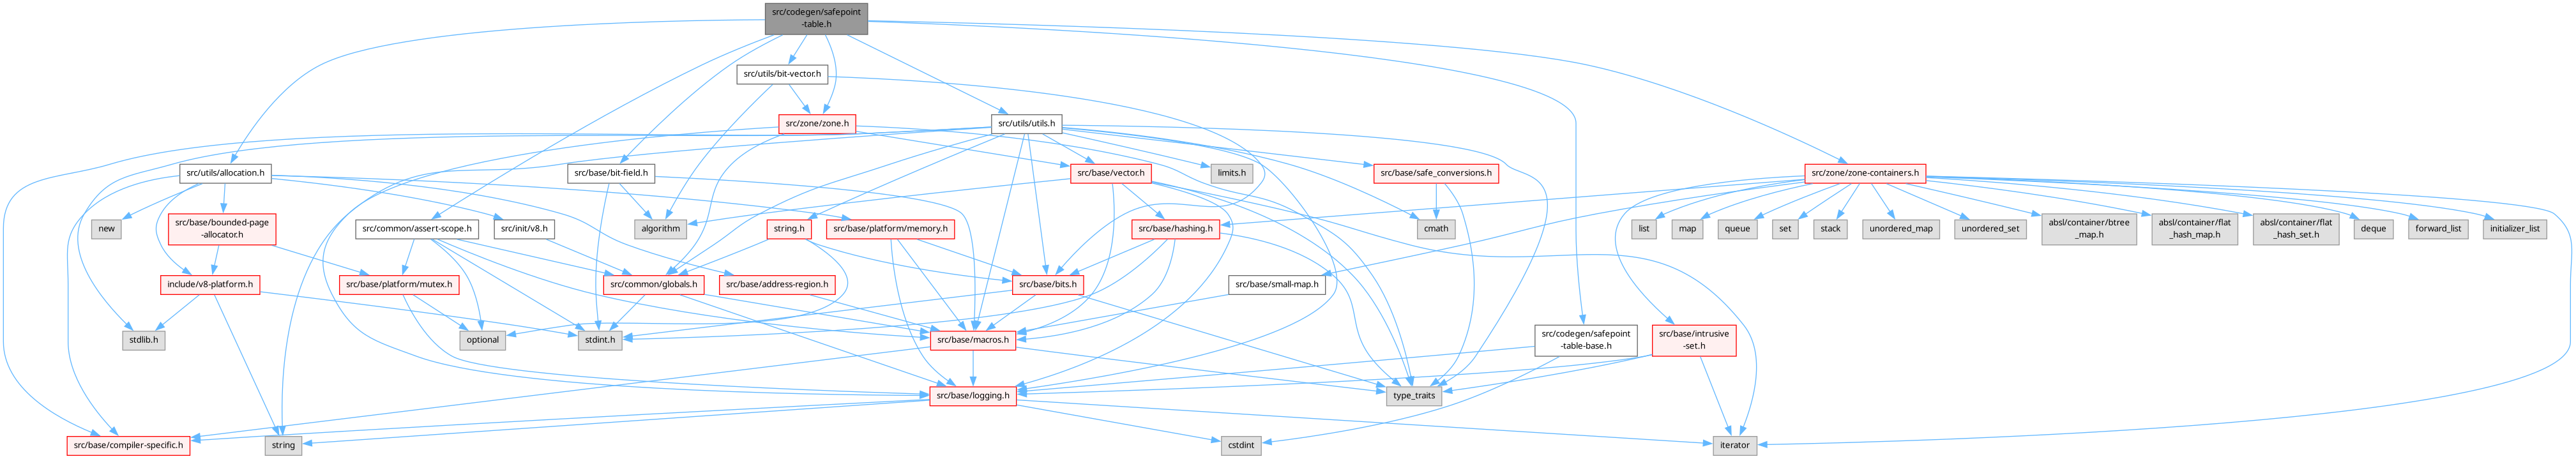 src/codegen/safepoint
-table.h
src/utils/bit-vector.h
src/zone/zone.h
src/utils/utils.h
src/utils/allocation.h
src/base/bit-field.h
src/base/vector.h
limits.h
src/base/safe_conversions.h
src/zone/zone-containers.h
new
src/base/bounded-page
-allocator.h
src/common/assert-scope.h
src/init/v8.h
algorithm
string.h
src/base/platform/memory.h
src/base/hashing.h
cmath
list
map
queue
set
stack
unordered_map
unordered_set
absl/container/btree
_map.h
absl/container/flat
_hash_map.h
absl/container/flat
_hash_set.h
deque
forward_list
initializer_list
include/v8-platform.h
src/base/platform/mutex.h
src/common/globals.h
src/base/address-region.h
src/base/bits.h
src/base/small-map.h
stdlib.h
optional
stdint.h
src/base/macros.h
src/codegen/safepoint
-table-base.h
src/base/intrusive
-set.h
src/base/logging.h
type_traits
src/base/compiler-specific.h
string
cstdint
iterator